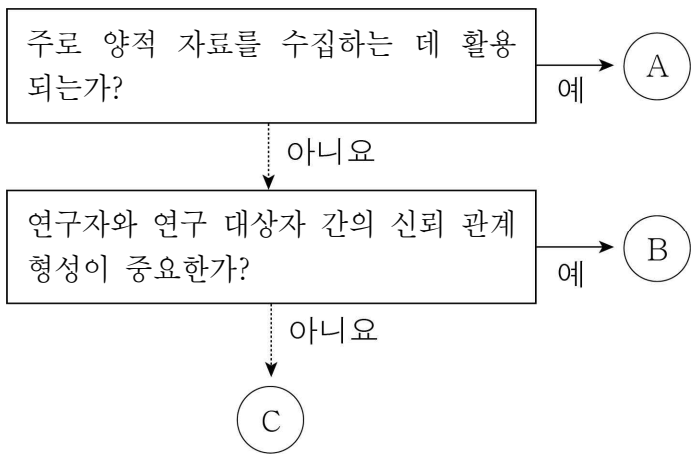 주로 양적 자료를 수집하는 데 활용
되는가?
A
예
아니요
연구자와 연구 대상자 간의 신뢰 관계
형성이 중요한가?
B
예
아니요
C